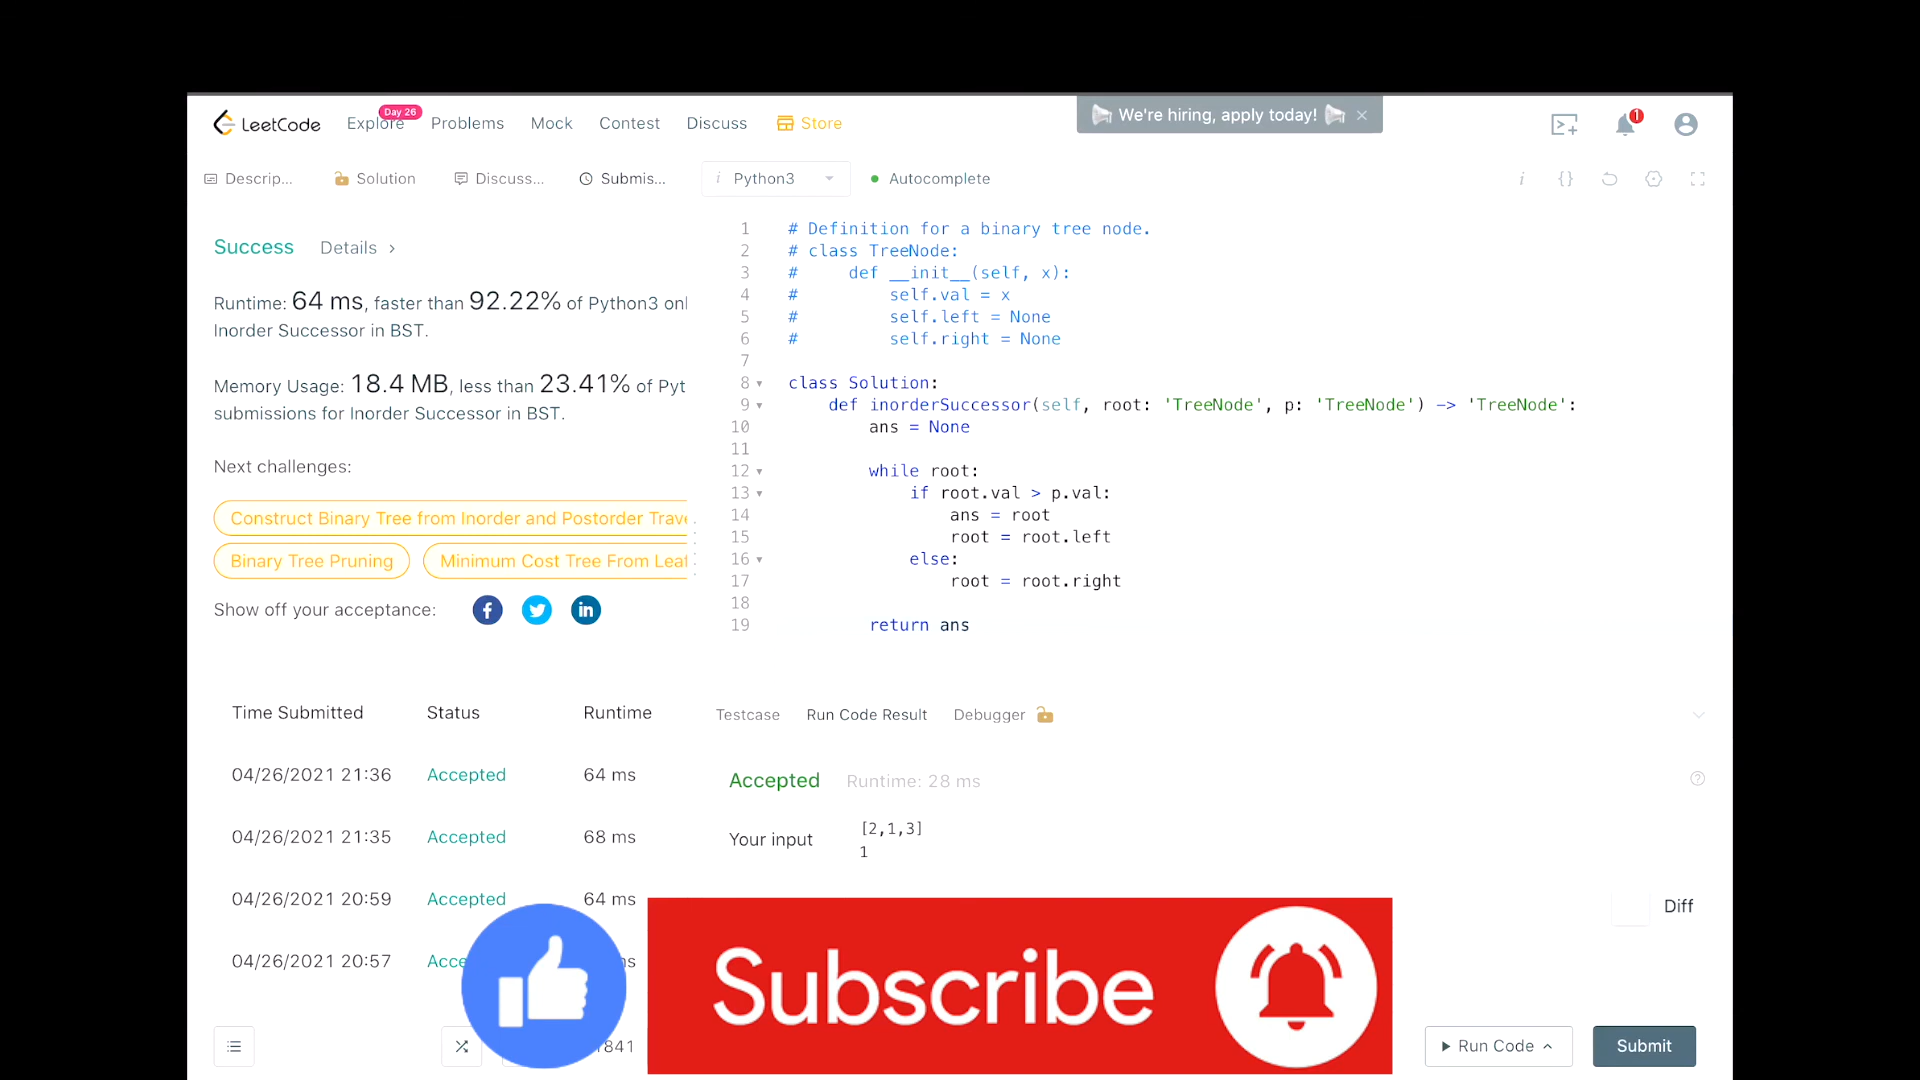 LeetCode
Explore
Day 26
Problems
Mock
Contest
Discuss
Store
We're hiring, apply today!
1
Descrip...
Solution
Discuss...
Submis...
i Python3
Autocomplete
Success Details >
Runtime: 64 ms, faster than 92.22% of Python3 onl
Inorder Successor in BST.
Memory Usage: 18.4 MB, less than 23.41% of Pyt
submissions for Inorder Successor in BST.
Next challenges:
Construct Binary Tree from Inorder and Postorder Trave
Binary Tree Pruning
Minimum Cost Tree From Leaf
Show off your acceptance:
1 # Definition for a binary tree node.
2 # class TreeNode:
3 #     def __init__(self, x):
4 #         self.val = x
5 #         self.left = None
6 #         self.right = None
7
8 class Solution:
9     def inorderSuccessor(self, root: 'TreeNode', p: 'TreeNode') -> 'TreeNode':
10         ans = None
11
12         while root:
13             if root.val > p.val:
14                 ans = root
15                 root = root.left
16             else:
17                 root = root.right
18
19         return ans
Time Submitted Status Runtime
04/26/2021 21:36 Accepted 64 ms
04/26/2021 21:35 Accepted 68 ms
04/26/2021 20:59 Accepted 64 ms
04/26/2021 20:57
Testcase Run Code Result Debugger
Accepted Runtime: 28 ms
Your input [2,1,3]
1
Diff
Subscribe
Run Code
Submit